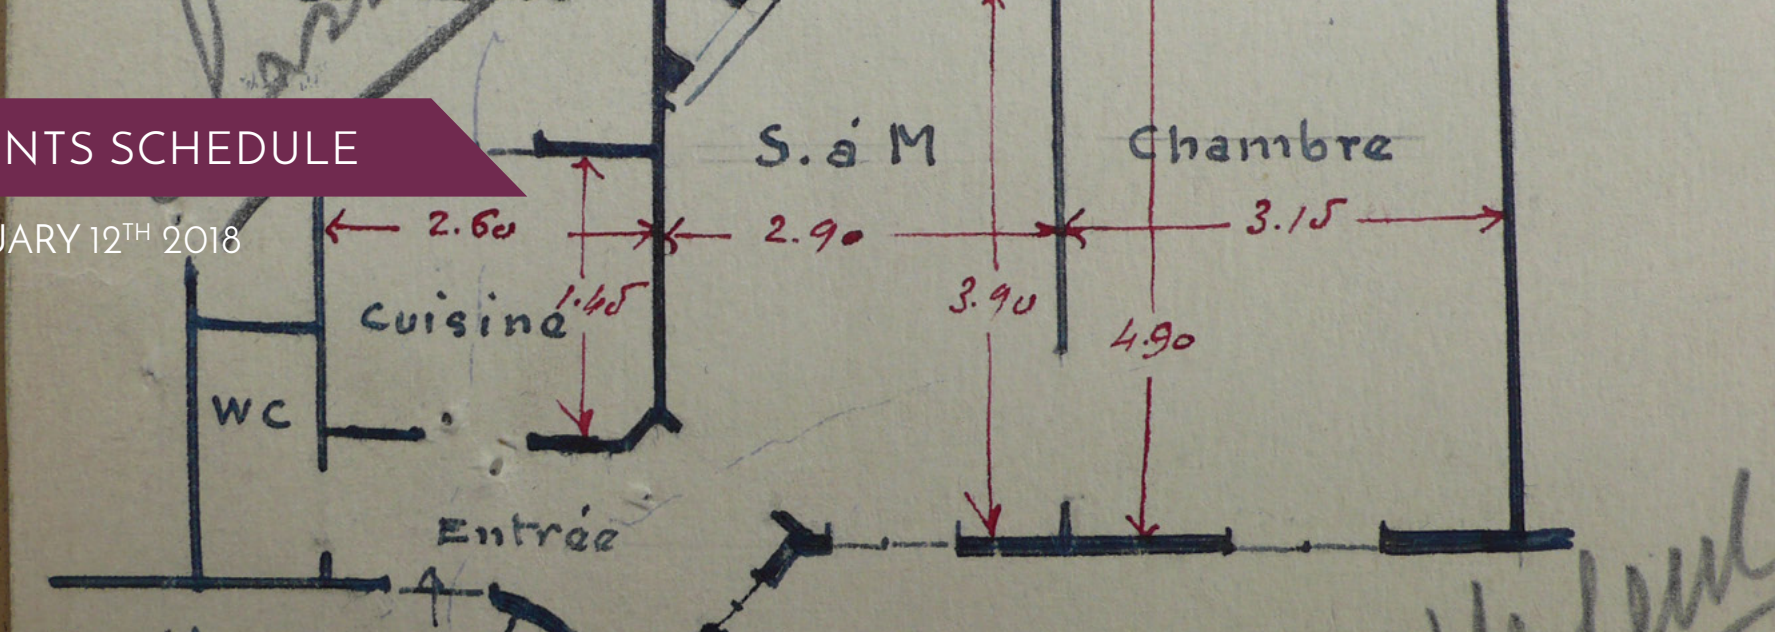 NTS SCHEDULE
UARY 12TH 2018
S. à M
Chambre
2.60
2.90
3.15
1.45
3.90
4.90
Cuisine
WC
Entrée